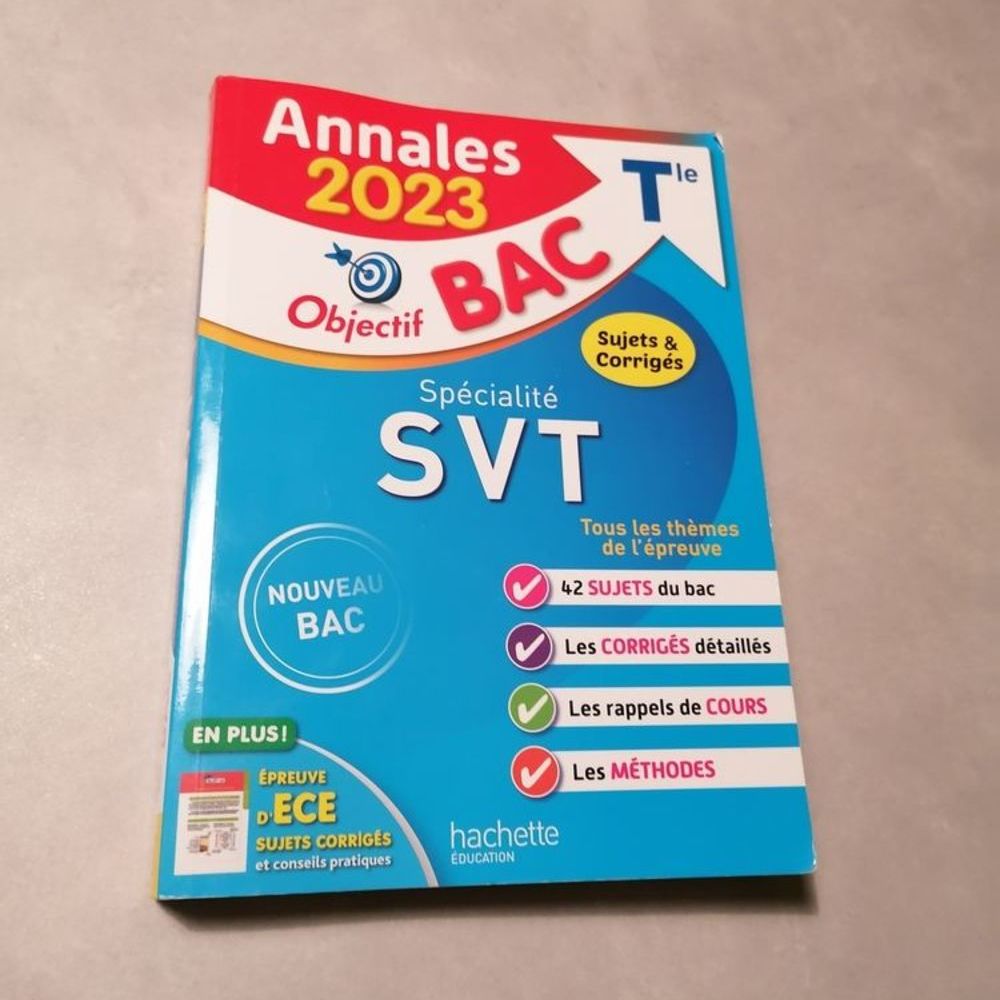 Annales
2023
Tle
Objectif
BAC
Sujets &
Corrigés
Spécialité
SVT
Tous les thèmes
de l'épreuve
NOUVEAU
BAC
42 SUJETS du bac
Les CORRIGÉS détaillés
Les rappels de COURS
Les MÉTHODES
EN PLUS!
ÉPREUVE
D'ECE
SUJETS CORRIGÉS
et conseils pratiques
hachette
ÉDUCATION